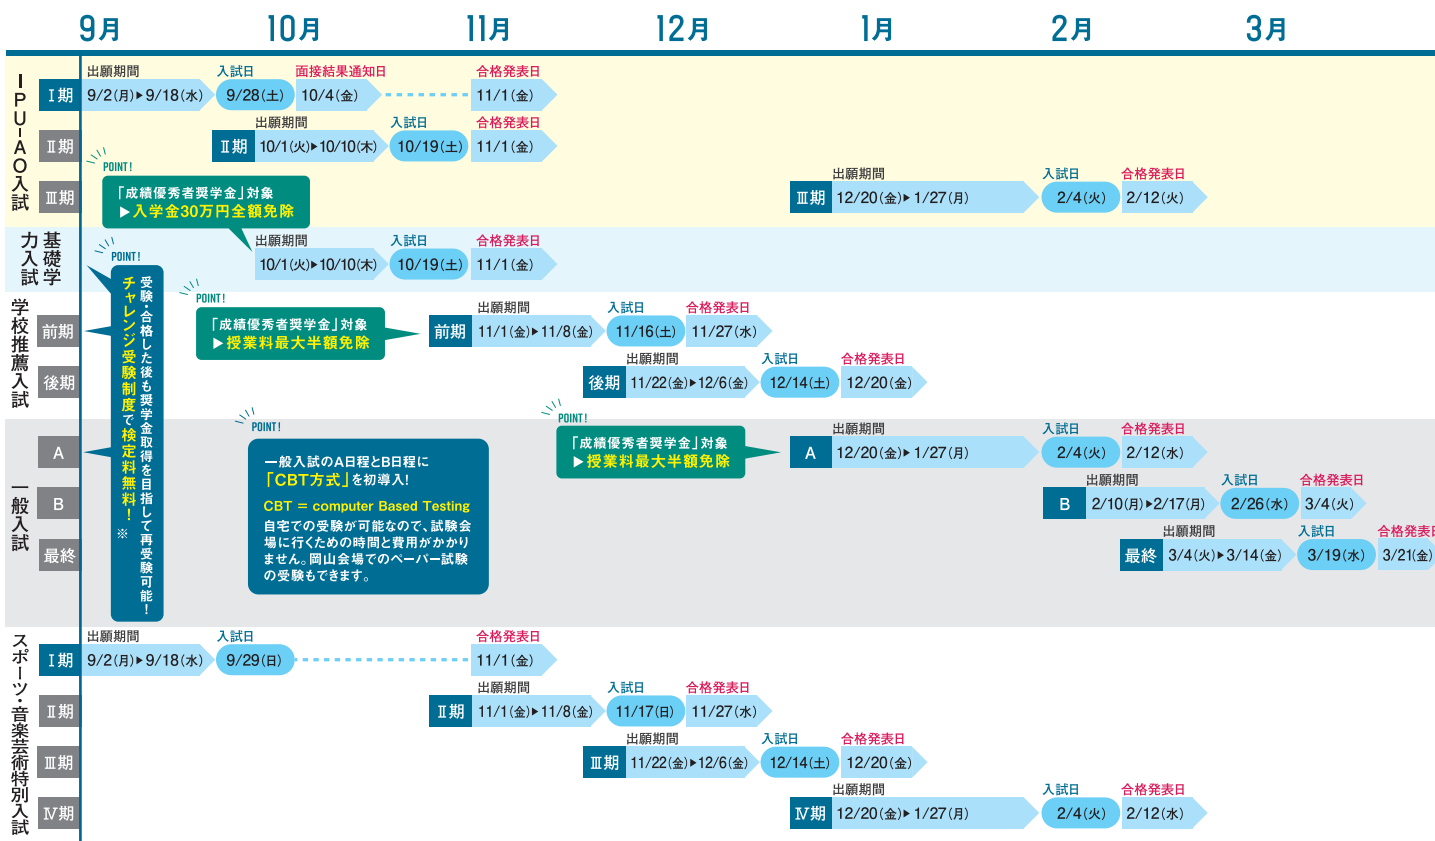 9月 10月 11月 12月 1月 2月 3月
IPU-AO入試
出願期間 入試日 面接結果通知日 合格発表日
Ⅰ期 9/2(月)▶9/18(水) 9/28(土) 10/4(金) 11/1(金)
出願期間 入試日 合格発表日
Ⅱ期 Ⅱ期 10/1(火)▶10/10(木) 10/19(土) 11/1(金)
POINT!
「成績優秀者奨学金」対象
▶入学金30万円全額免除
出願期間 入試日 合格発表日
Ⅲ期 Ⅲ期 12/20(金)▶1/27(月) 2/4(火) 2/12(火)
基礎学
力入試
出願期間 入試日 合格発表日
10/1(火)▶10/10(木) 10/19(土) 11/1(金)
POINT!
受験・合格した後も奨学金取得を目指して再受験可能!
チャレンジ受験制度で検定料無料!※
学校推薦入試
POINT!
「成績優秀者奨学金」対象
▶授業料最大半額免除
出願期間 入試日 合格発表日
前期 前期 11/1(金)▶11/8(金) 11/16(土) 11/27(水)
出願期間 入試日 合格発表日
後期 後期 11/22(金)▶12/6(金) 12/14(土) 12/20(金)
一般入試
POINT!
一般入試のA日程とB日程に
「CBT方式」を初導入!
CBT = computer Based Testing
自宅での受験が可能なので、試験会
場に行くための時間と費用がかかり
ません。岡山会場でのペーパー試験
の受験もできます。
POINT!
「成績優秀者奨学金」対象
▶授業料最大半額免除
出願期間 入試日 合格発表日
A A 12/20(金)▶1/27(月) 2/4(火) 2/12(水)
出願期間 入試日 合格発表日
B B 2/10(月)▶2/17(月) 2/26(水) 3/4(火)
出願期間 入試日 合格発表日
最終 最終 3/4(火)▶3/14(金) 3/19(水) 3/21(金)
スポーツ・音楽芸術特別入試
出願期間 入試日 合格発表日
Ⅰ期 9/2(月)▶9/18(水) 9/29(日) 11/1(金)
出願期間 入試日 合格発表日
Ⅱ期 Ⅱ期 11/1(金)▶11/8(金) 11/17(日) 11/27(水)
出願期間 入試日 合格発表日
Ⅲ期 Ⅲ期 11/22(金)▶12/6(金) 12/14(土) 12/20(金)
出願期間 入試日 合格発表日
Ⅳ期 Ⅳ期 12/20(金)▶1/27(月) 2/4(火) 2/12(水)